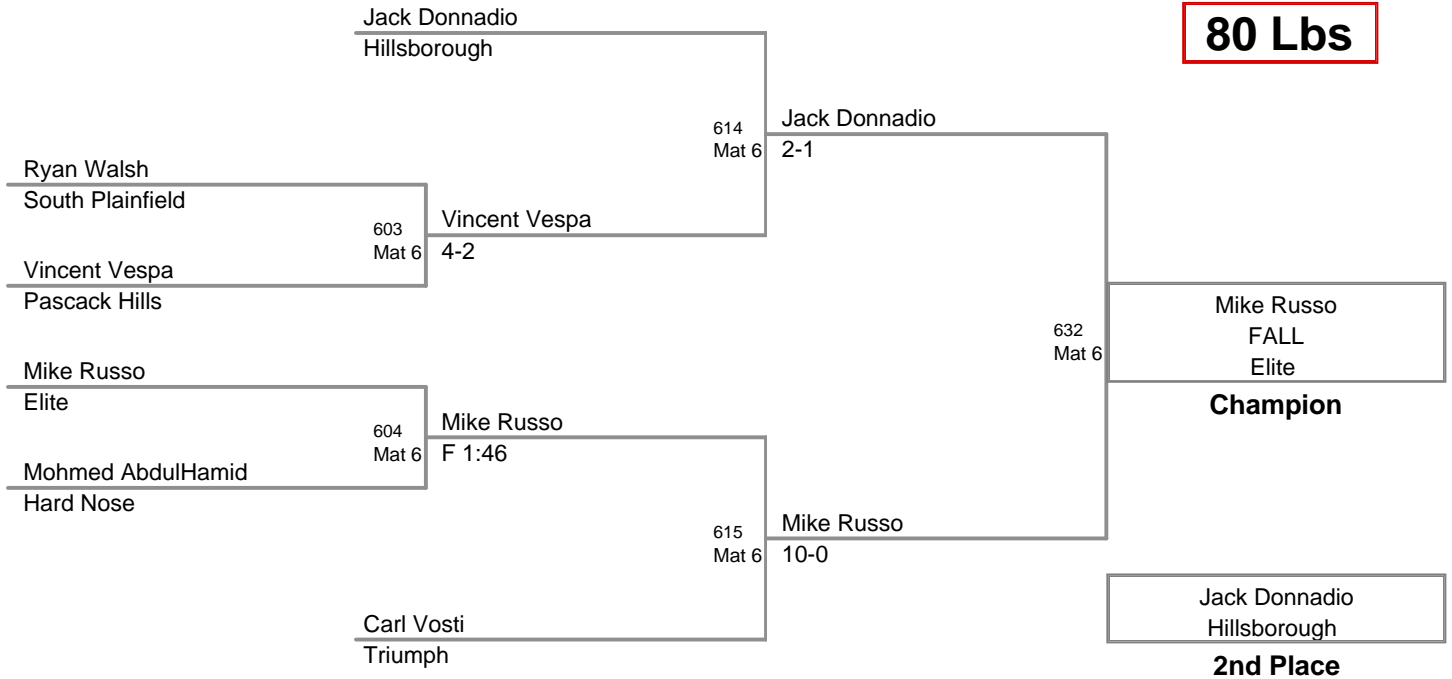 Jack Donnadio
Hillsborough
80 Lbs
614
Mat 6
Jack Donnadio
2-1
Ryan Walsh
South Plainfield
603
Mat 6
Vincent Vespa
4-2
Vincent Vespa
Pascack Hills
632
Mat 6
Mike Russo
FALL
Elite
Champion
Mike Russo
Elite
604
Mat 6
Mike Russo
F 1:46
Mohmed AbdulHamid
Hard Nose
615
Mat 6
Mike Russo
10-0
Carl Vosti
Triumph
Jack Donnadio
Hillsborough
2nd Place